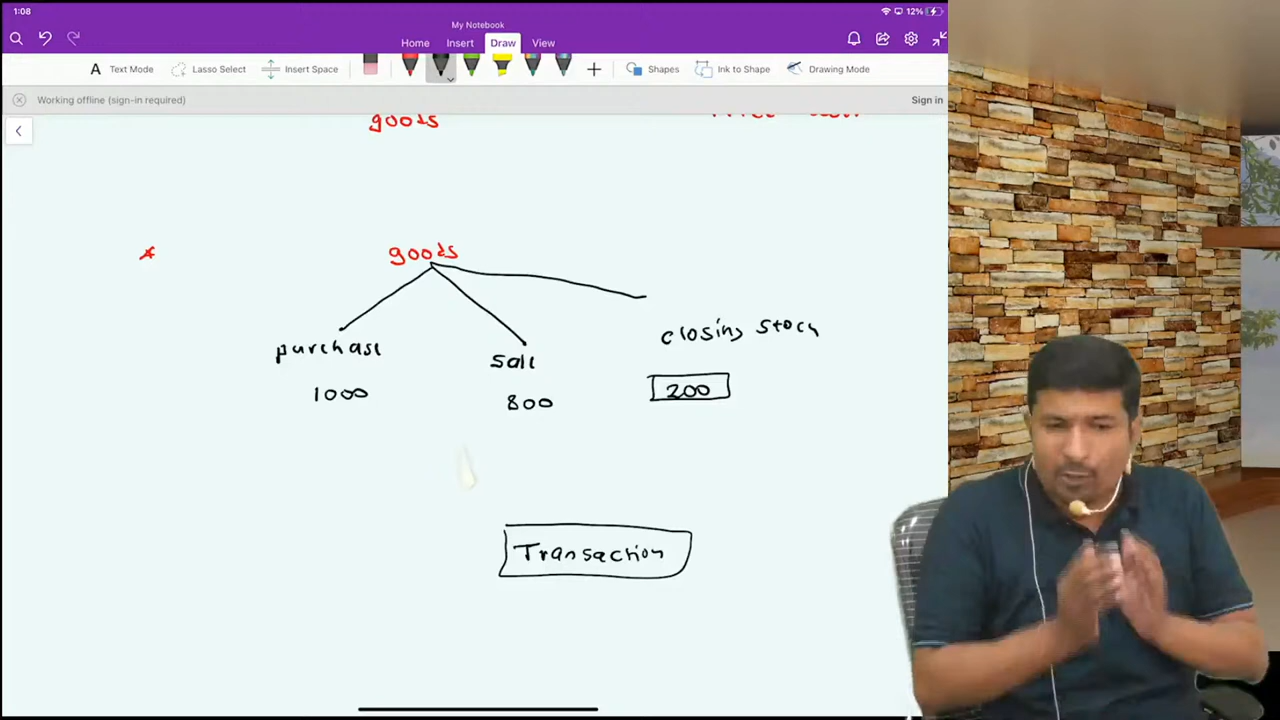 1:08
12%
My Notebook
Home Insert Draw View
Text Mode Lasso Select Insert Space Shapes Ink to Shape Drawing Mode
Working offline (sign-in required) Sign in
goods
goods
purchase sale closing stock
1000 800 200
Transaction